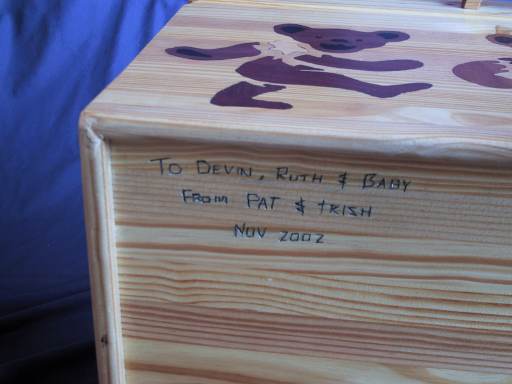 To Devin, Ruth & Baby
From Pat & Trish
Nov 2002